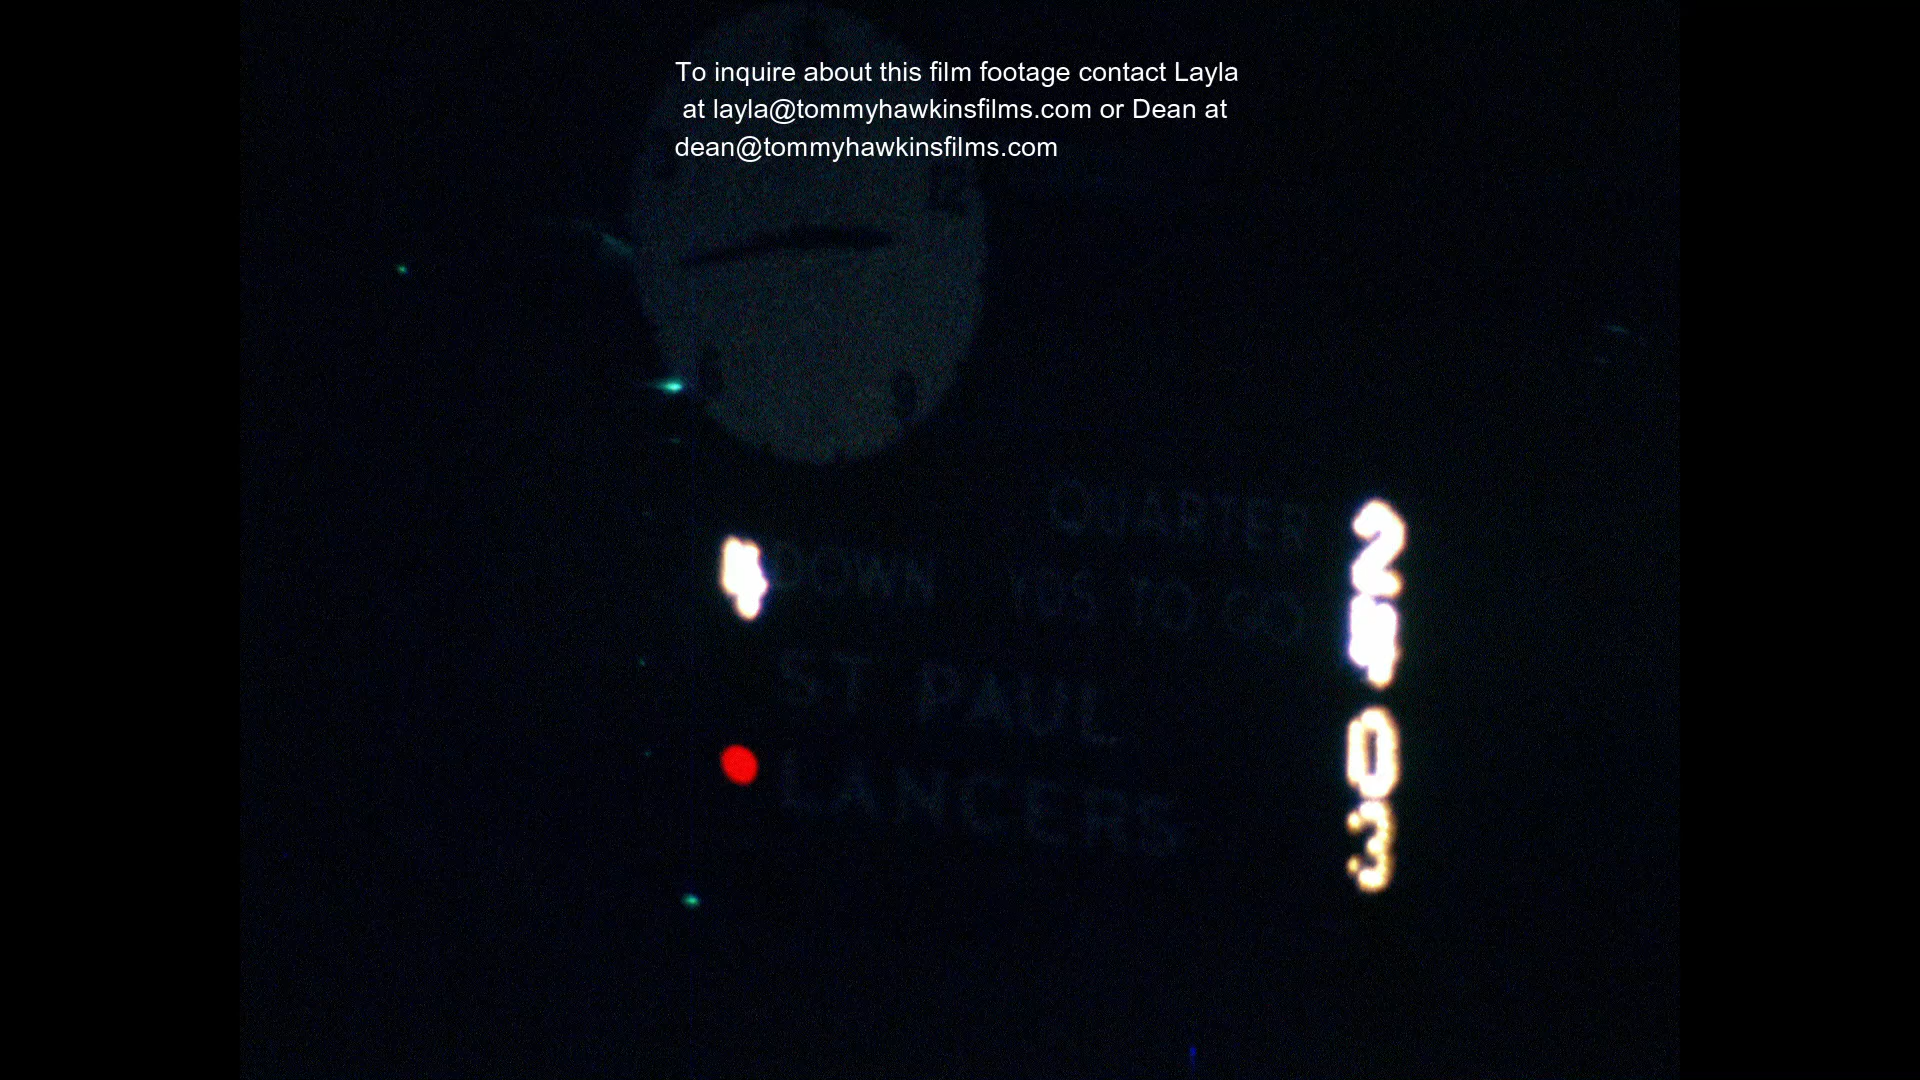 To inquire about this film footage contact Layla
at layla@tommyhawkinsfilms.com or Dean at
dean@tommyhawkinsfilms.com
QUARTER 2
DOWN YDS TO GO
ST PAUL 0
LANCERS 3